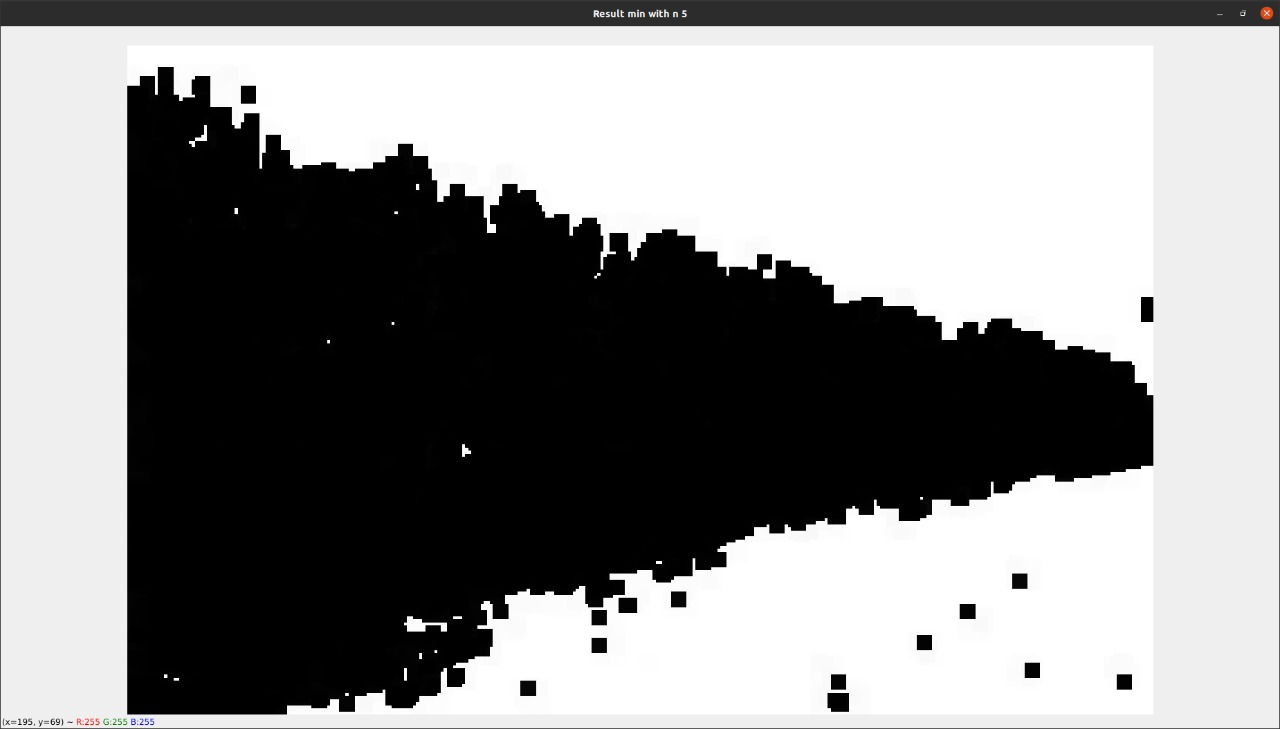 Result min with n 5
(x=195, y=69) ~ R:255 G:255 B:255